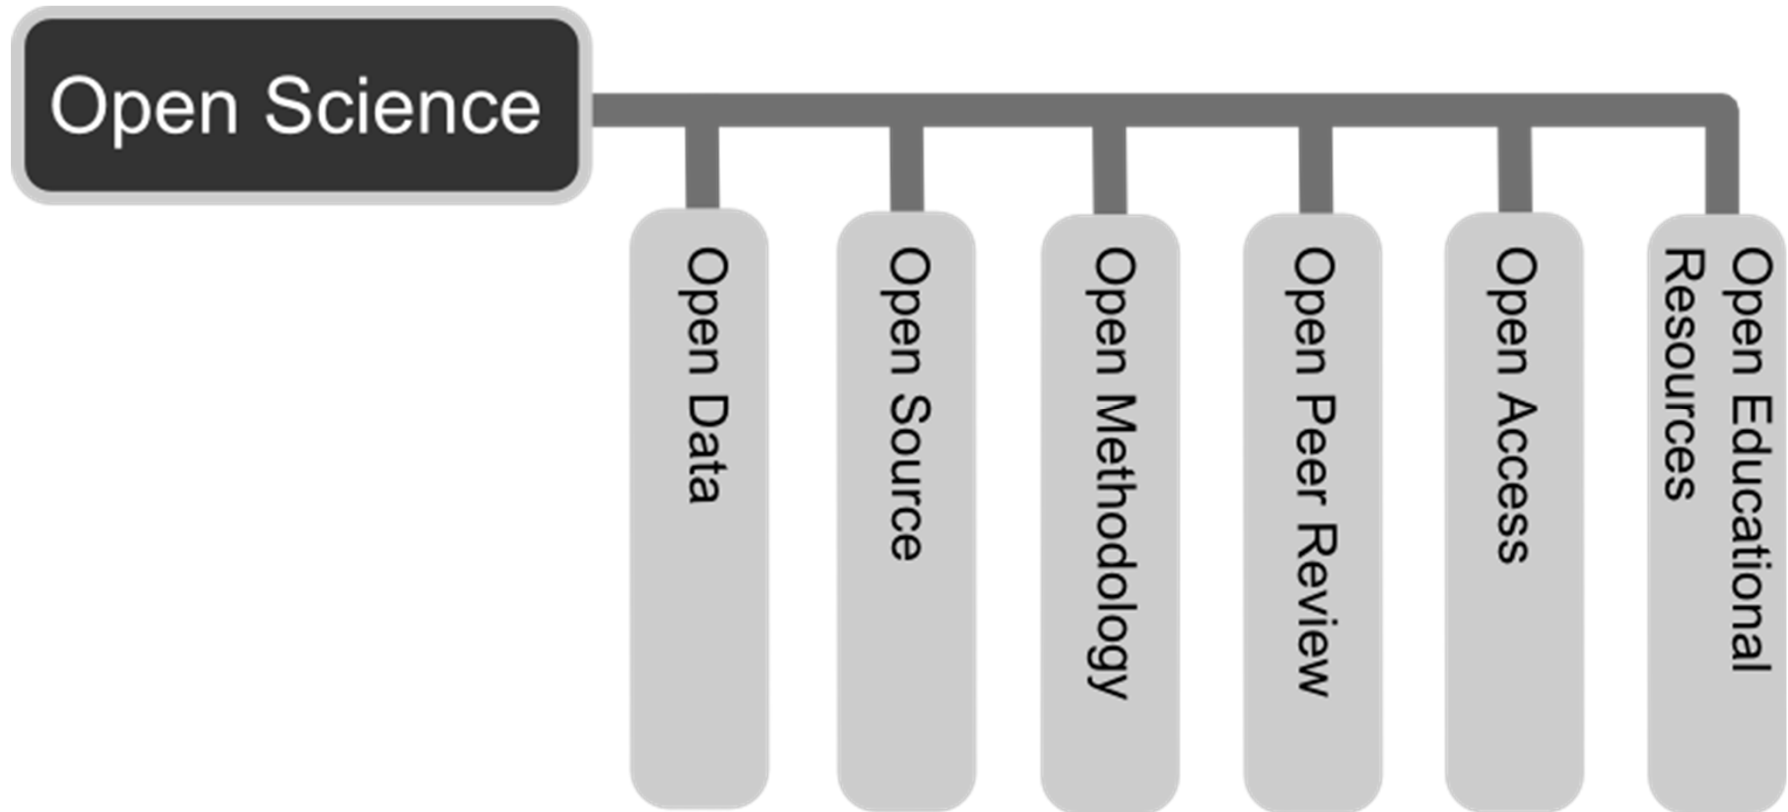 Open Science
Open Data
Open Source
Open Methodology
Open Peer Review
Open Access
Open Educational
Resources